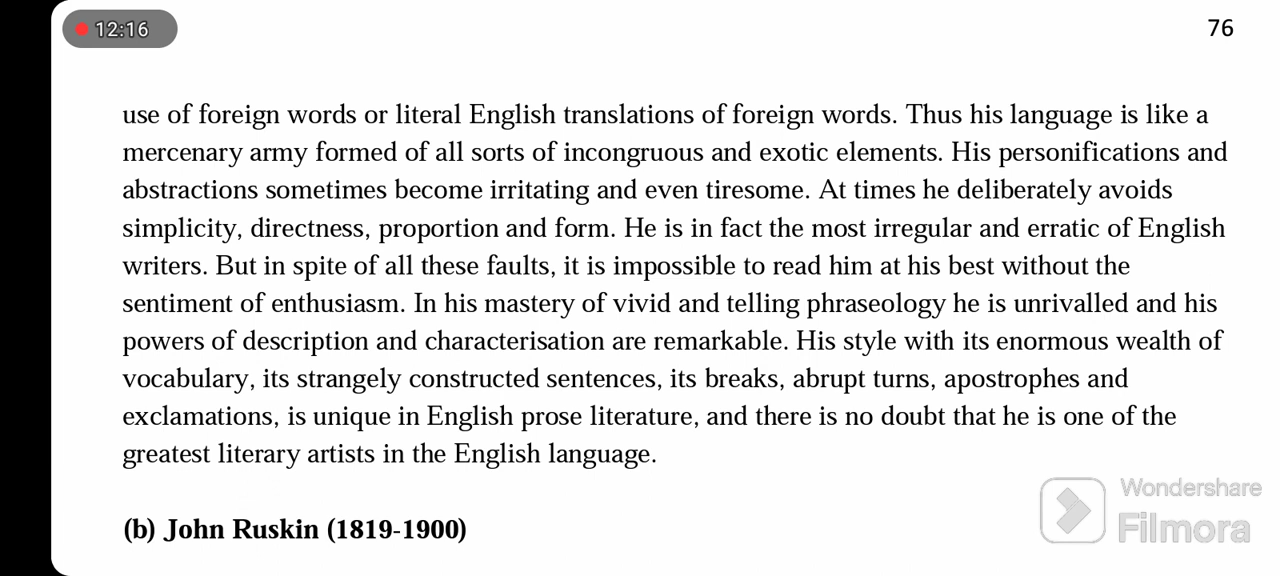 12:16
76
use of foreign words or literal English translations of foreign words. Thus his language is like a
mercenary army formed of all sorts of incongruous and exotic elements. His personifications and
abstractions sometimes become irritating and even tiresome. At times he deliberately avoids
simplicity, directness, proportion and form. He is in fact the most irregular and erratic of English
writers. But in spite of all these faults, it is impossible to read him at his best without the
sentiment of enthusiasm. In his mastery of vivid and telling phraseology he is unrivalled and his
powers of description and characterisation are remarkable. His style with its enormous wealth of
vocabulary, its strangely constructed sentences, its breaks, abrupt turns, apostrophes and
exclamations, is unique in English prose literature, and there is no doubt that he is one of the
greatest literary artists in the English language.
(b) John Ruskin (1819-1900)
Wondershare
Filmora